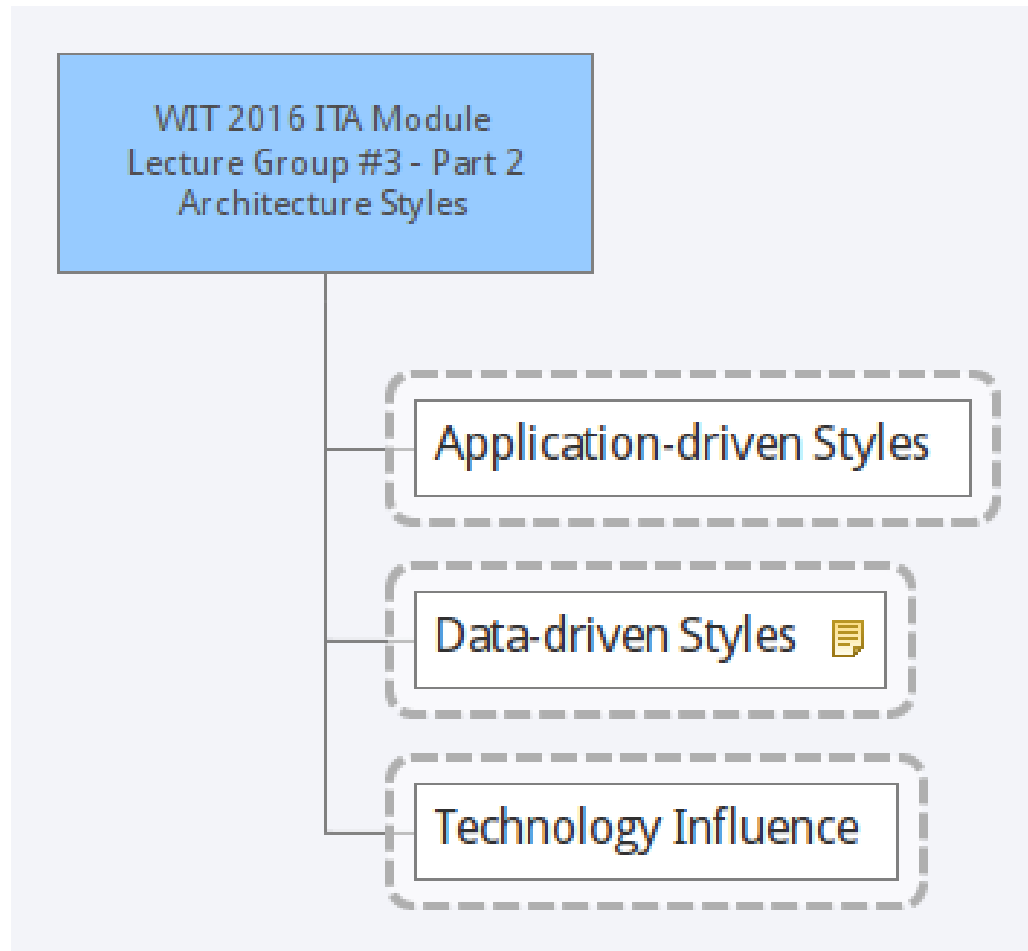 WIT 2016 ITA Module
Lecture Group #3 - Part 2
Architecture Styles
Application-driven Styles
Data-driven Styles
Technology Influence